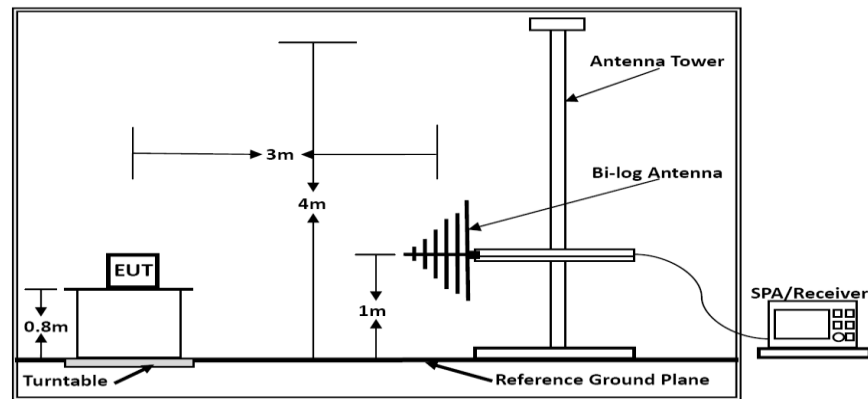 Antenna Tower
3m
Bi-log Antenna
4m
EUT
SPA/Receiver
0.8m
1m
Turntable
Reference Ground Plane